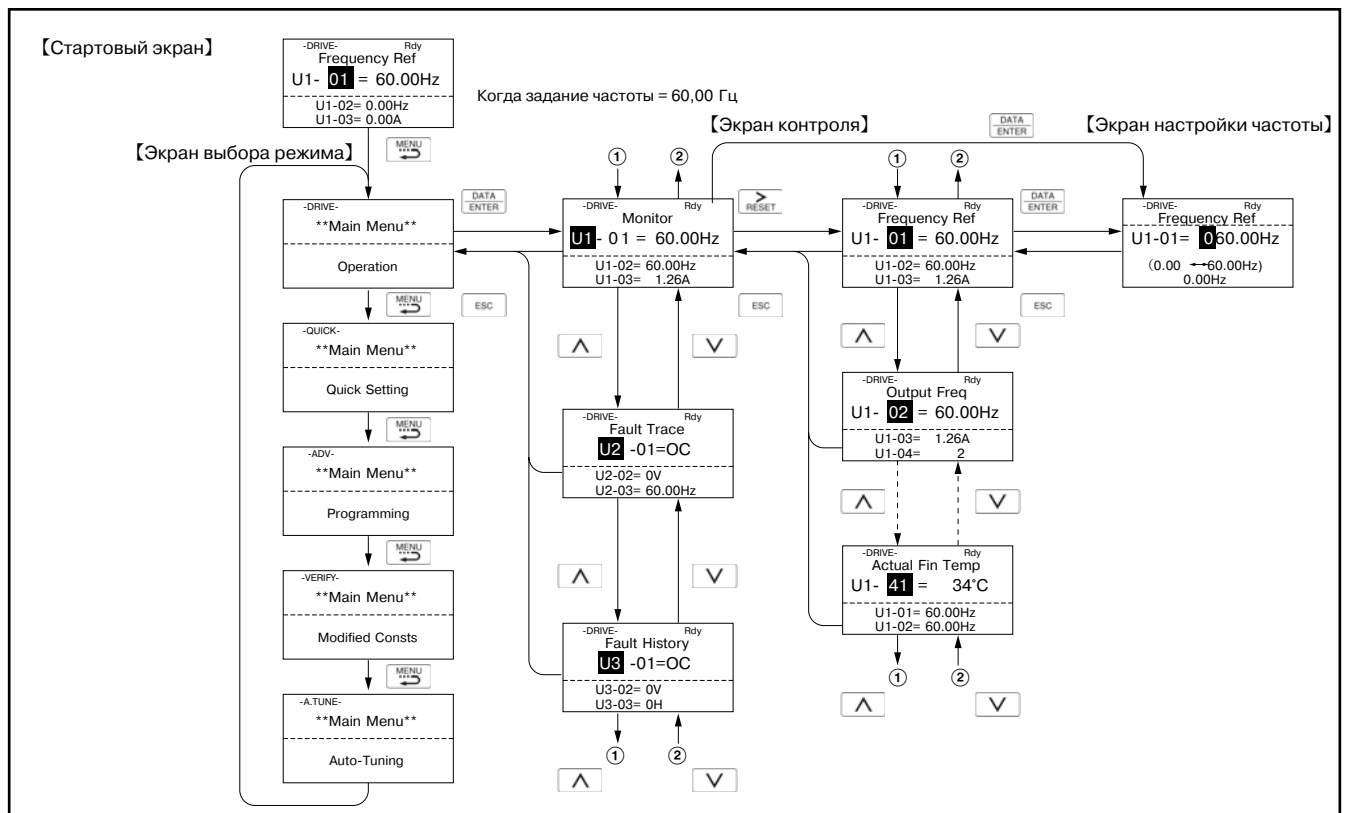 【Стартовый экран】
-DRIVE- Rdy
Frequency Ref
U1- 01 = 60.00Hz
U1-02= 0.00Hz
U1-03= 0.00A
Когда задание частоты = 60,00 Гц
MENU
【Экран выбора режима】
【Экран контроля】
DATA
ENTER
【Экран настройки частоты】
-DRIVE-
**Main Menu**
Operation
DATA
ENTER
① ②
-DRIVE- Rdy
Monitor
U1- 01 = 60.00Hz
U1-02= 60.00Hz
U1-03= 1.26A
>
RESET
① ②
-DRIVE- Rdy
Frequency Ref
U1- 01 = 60.00Hz
U1-02= 60.00Hz
U1-03= 1.26A
DATA
ENTER
-DRIVE- Rdy
Frequency Ref
U1-01= 060.00Hz
(0.00 ↔60.00Hz)
0.00Hz
MENU
ESC
ESC
ESC
-QUICK-
**Main Menu**
Quick Setting
MENU
-ADV-
**Main Menu**
Programming
MENU
-VERIFY-
**Main Menu**
Modified Consts
MENU
-A.TUNE-
**Main Menu**
Auto-Tuning
-DRIVE- Rdy
Fault Trace
U2 -01=OC
U2-02= 0V
U2-03= 60.00Hz
-DRIVE- Rdy
Fault History
U3 -01=OC
U3-02= 0V
U3-03= 0H
① ②
-DRIVE- Rdy
Output Freq
U1- 02 = 60.00Hz
U1-03= 1.26A
U1-04= 2
-DRIVE- Rdy
Actual Fin Temp
U1- 41 = 34°C
U1-01= 60.00Hz
U1-02= 60.00Hz
① ②